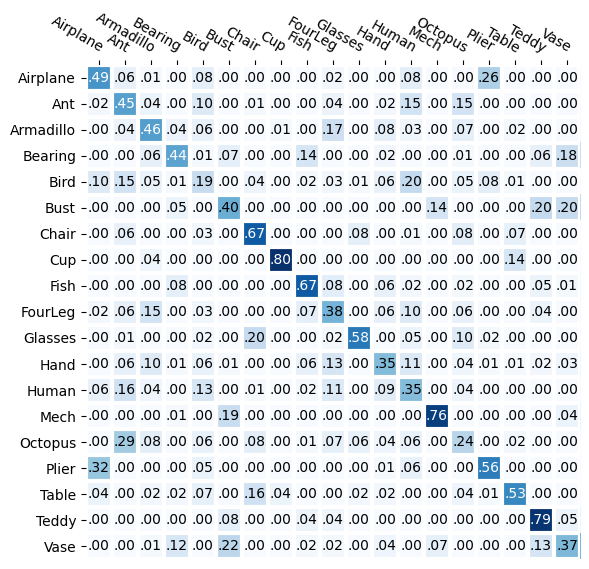 Airplane Ant Armadillo Bearing Bird Bust Chair Cup Fish FourLeg Glasses Hand Human Mech Octopus Plier Table Teddy Vase
Airplane .49 .06 .01 .00 .08 .00 .00 .00 .00 .02 .00 .00 .08 .00 .00 .26 .00 .00 .00
Ant .02 .45 .04 .00 .10 .00 .01 .00 .00 .04 .00 .02 .15 .00 .15 .00 .00 .00 .00
Armadillo .00 .04 .46 .04 .06 .00 .00 .01 .00 .17 .00 .08 .03 .00 .07 .00 .02 .00 .00
Bearing .00 .00 .06 .44 .01 .07 .00 .00 .14 .00 .00 .02 .00 .00 .01 .00 .00 .06 .18
Bird .10 .15 .05 .01 .19 .00 .04 .00 .02 .03 .01 .06 .20 .00 .05 .08 .01 .00 .00
Bust .00 .00 .00 .05 .00 .40 .00 .00 .00 .00 .00 .00 .00 .14 .00 .00 .00 .20 .20
Chair .00 .06 .00 .00 .03 .00 .67 .00 .00 .00 .08 .00 .01 .00 .08 .00 .07 .00 .00
Cup .00 .00 .04 .00 .00 .00 .00 .80 .00 .00 .00 .00 .00 .00 .00 .00 .14 .00 .00
Fish .00 .00 .00 .08 .00 .00 .00 .00 .67 .08 .00 .06 .02 .00 .02 .00 .00 .05 .01
FourLeg .02 .06 .15 .00 .03 .00 .00 .00 .07 .38 .00 .06 .10 .00 .06 .00 .00 .04 .00
Glasses .00 .01 .00 .00 .02 .00 .20 .00 .00 .02 .58 .00 .05 .00 .10 .02 .00 .00 .00
Hand .00 .06 .10 .01 .06 .01 .00 .00 .06 .13 .00 .35 .11 .00 .04 .01 .01 .02 .03
Human .06 .16 .04 .00 .13 .00 .01 .00 .02 .11 .00 .09 .35 .00 .04 .00 .00 .00 .00
Mech .00 .00 .00 .01 .00 .19 .00 .00 .00 .00 .00 .00 .00 .76 .00 .00 .00 .00 .04
Octopus .00 .29 .08 .00 .06 .00 .08 .00 .01 .07 .06 .04 .06 .00 .24 .00 .02 .00 .00
Plier .32 .00 .00 .00 .05 .00 .00 .00 .00 .00 .00 .01 .06 .00 .00 .56 .00 .00 .00
Table .04 .00 .02 .02 .07 .00 .16 .04 .00 .00 .02 .02 .00 .00 .04 .01 .53 .00 .00
Teddy .00 .00 .00 .00 .00 .08 .00 .00 .04 .04 .00 .00 .00 .00 .00 .00 .00 .79 .05
Vase .00 .00 .01 .12 .00 .22 .00 .00 .02 .02 .00 .04 .00 .07 .00 .00 .00 .13 .37